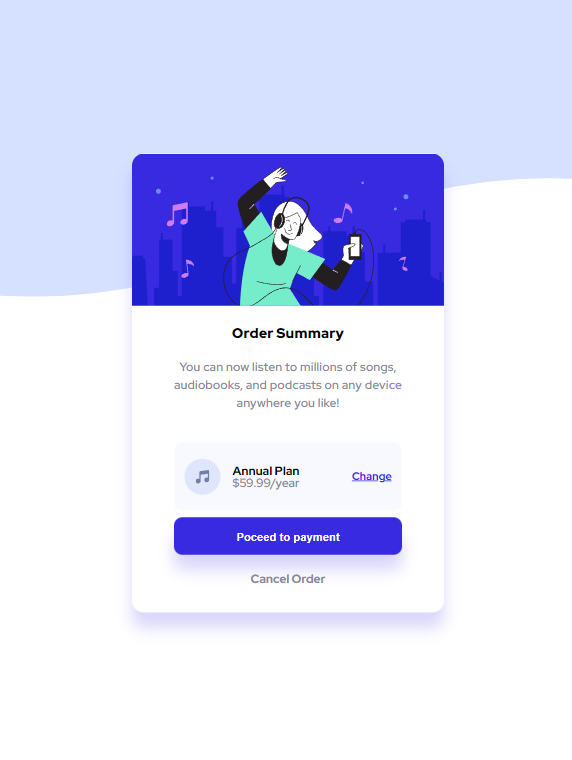 Order Summary
You can now listen to millions of songs,
audiobooks, and podcasts on any device
anywhere you like!
Annual Plan
$59.99/year
Change
Poceed to payment
Cancel Order